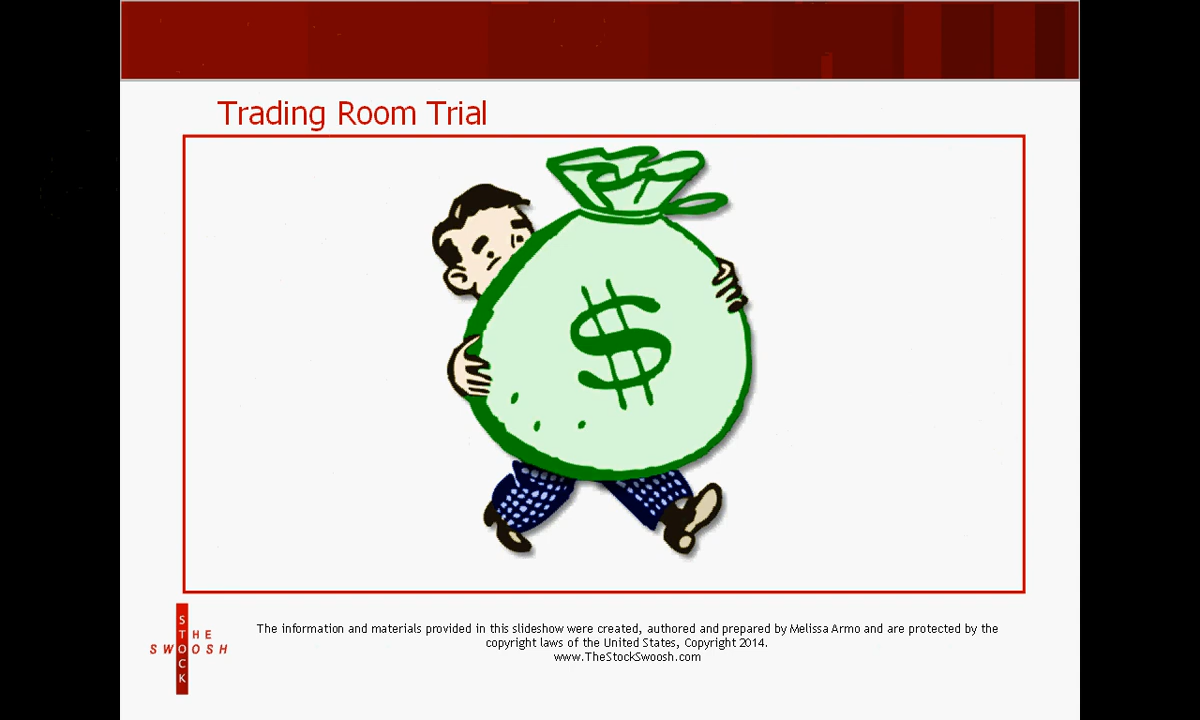 Trading Room Trial
$
The information and materials provided in this slideshow were created, authored and prepared by Melissa Armo and are protected by the
copyright laws of the United States, Copyright 2014.
www.TheStockSwoosh.com
THE
STOCK
SWOOSH